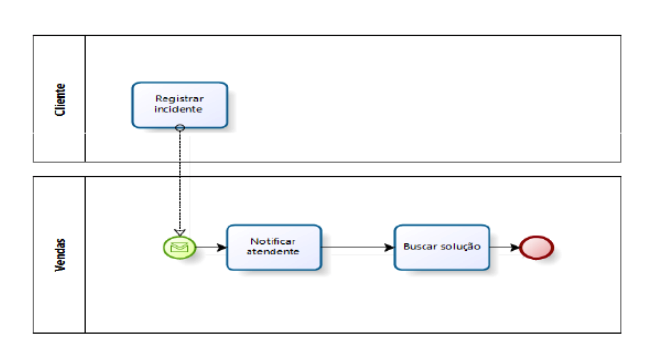 Cliente
Registrar
incidente
Vendas
Notificar
atendente
Buscar solução